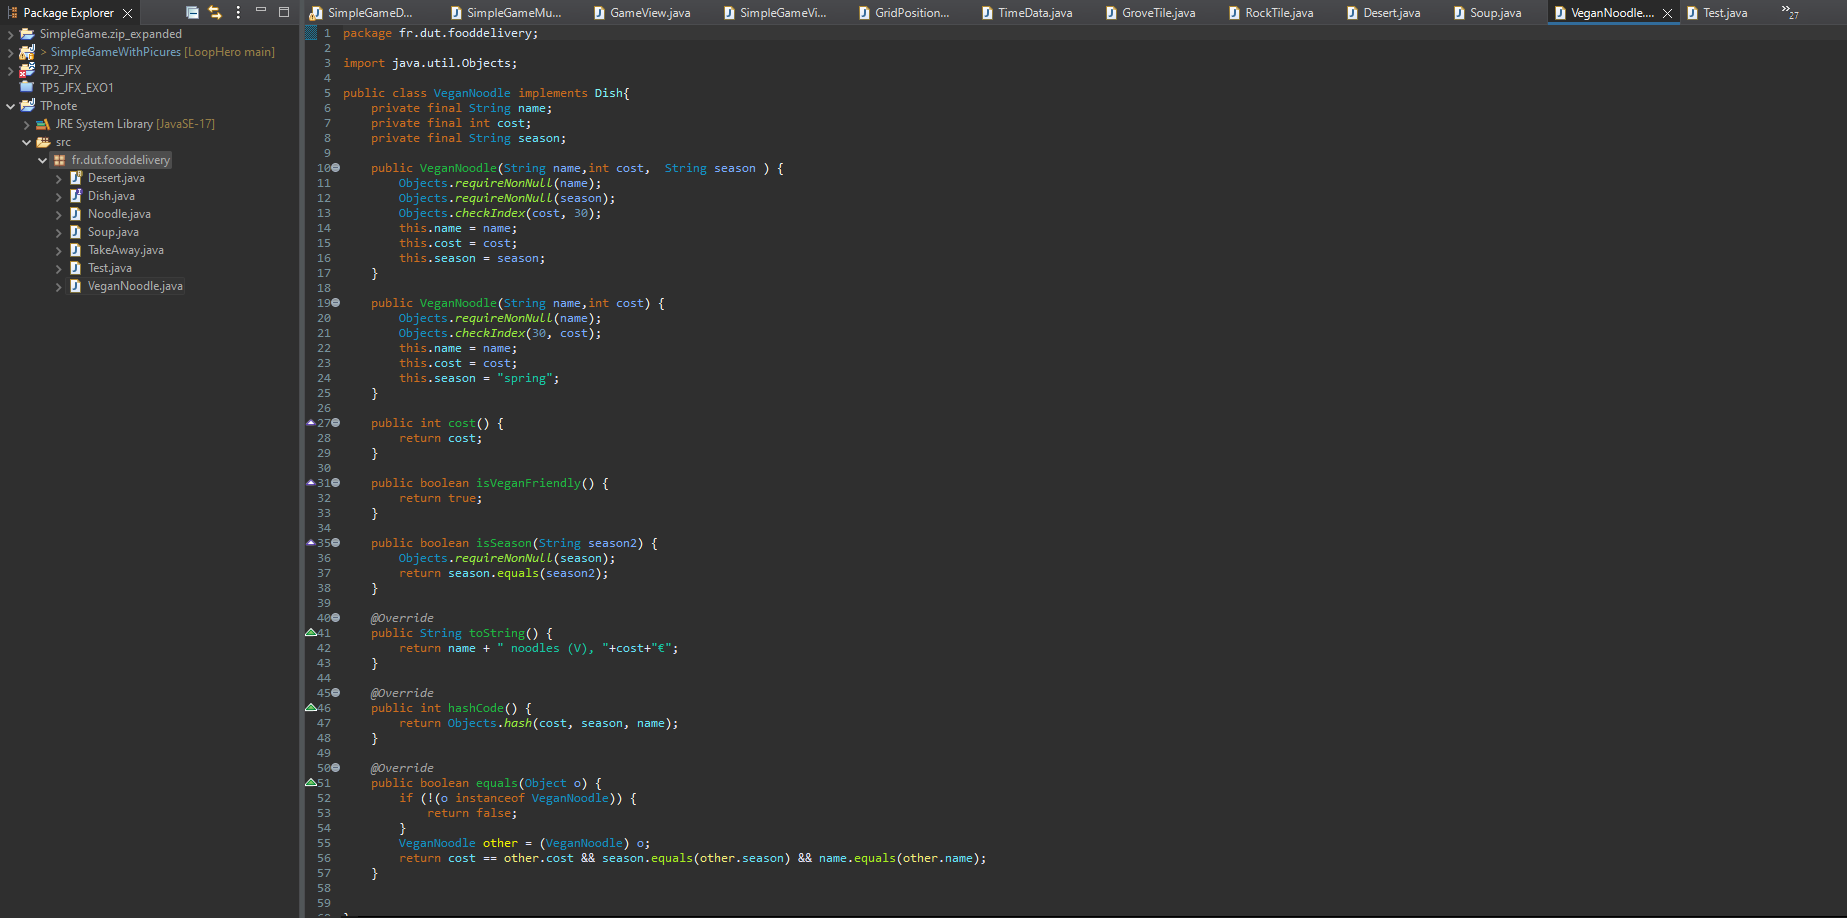 Package Explorer
SimpleGame.zip_expanded
> SimpleGameWithPicures [LoopHero main]
TP2_JFX
TP5_JFX_EXO1
TPnote
JRE System Library [JavaSE-17]
src
fr.dut.fooddelivery
Desert.java
Dish.java
Noodle.java
Soup.java
TakeAway.java
Test.java
VeganNoodle.java
SimpleGameD... SimpleGameMu... GameView.java SimpleGameVi... GridPosition... TimeData.java GroveTile.java RockTile.java Desert.java Soup.java VeganNoodle.... Test.java »27
1 package fr.dut.fooddelivery;
2
3 import java.util.Objects;
4
5 public class VeganNoodle implements Dish{
6 private final String name;
7 private final int cost;
8 private final String season;
9
10 public VeganNoodle(String name,int cost,  String season ) {
11 Objects.requireNonNull(name);
12 Objects.requireNonNull(season);
13 Objects.checkIndex(cost, 30);
14 this.name = name;
15 this.cost = cost;
16 this.season = season;
17 }
18
19 public VeganNoodle(String name,int cost) {
20 Objects.requireNonNull(name);
21 Objects.checkIndex(30, cost);
22 this.name = name;
23 this.cost = cost;
24 this.season = "spring";
25 }
26
27 public int cost() {
28 return cost;
29 }
30
31 public boolean isVeganFriendly() {
32 return true;
33 }
34
35 public boolean isSeason(String season2) {
36 Objects.requireNonNull(season);
37 return season.equals(season2);
38 }
39
40 @Override
41 public String toString() {
42 return name + " noodles (V), "+cost+"€";
43 }
44
45 @Override
46 public int hashCode() {
47 return Objects.hash(cost, season, name);
48 }
49
50 @Override
51 public boolean equals(Object o) {
52 if (!(o instanceof VeganNoodle)) {
53 return false;
54 }
55 VeganNoodle other = (VeganNoodle) o;
56 return cost == other.cost && season.equals(other.season) && name.equals(other.name);
57 }
58
59